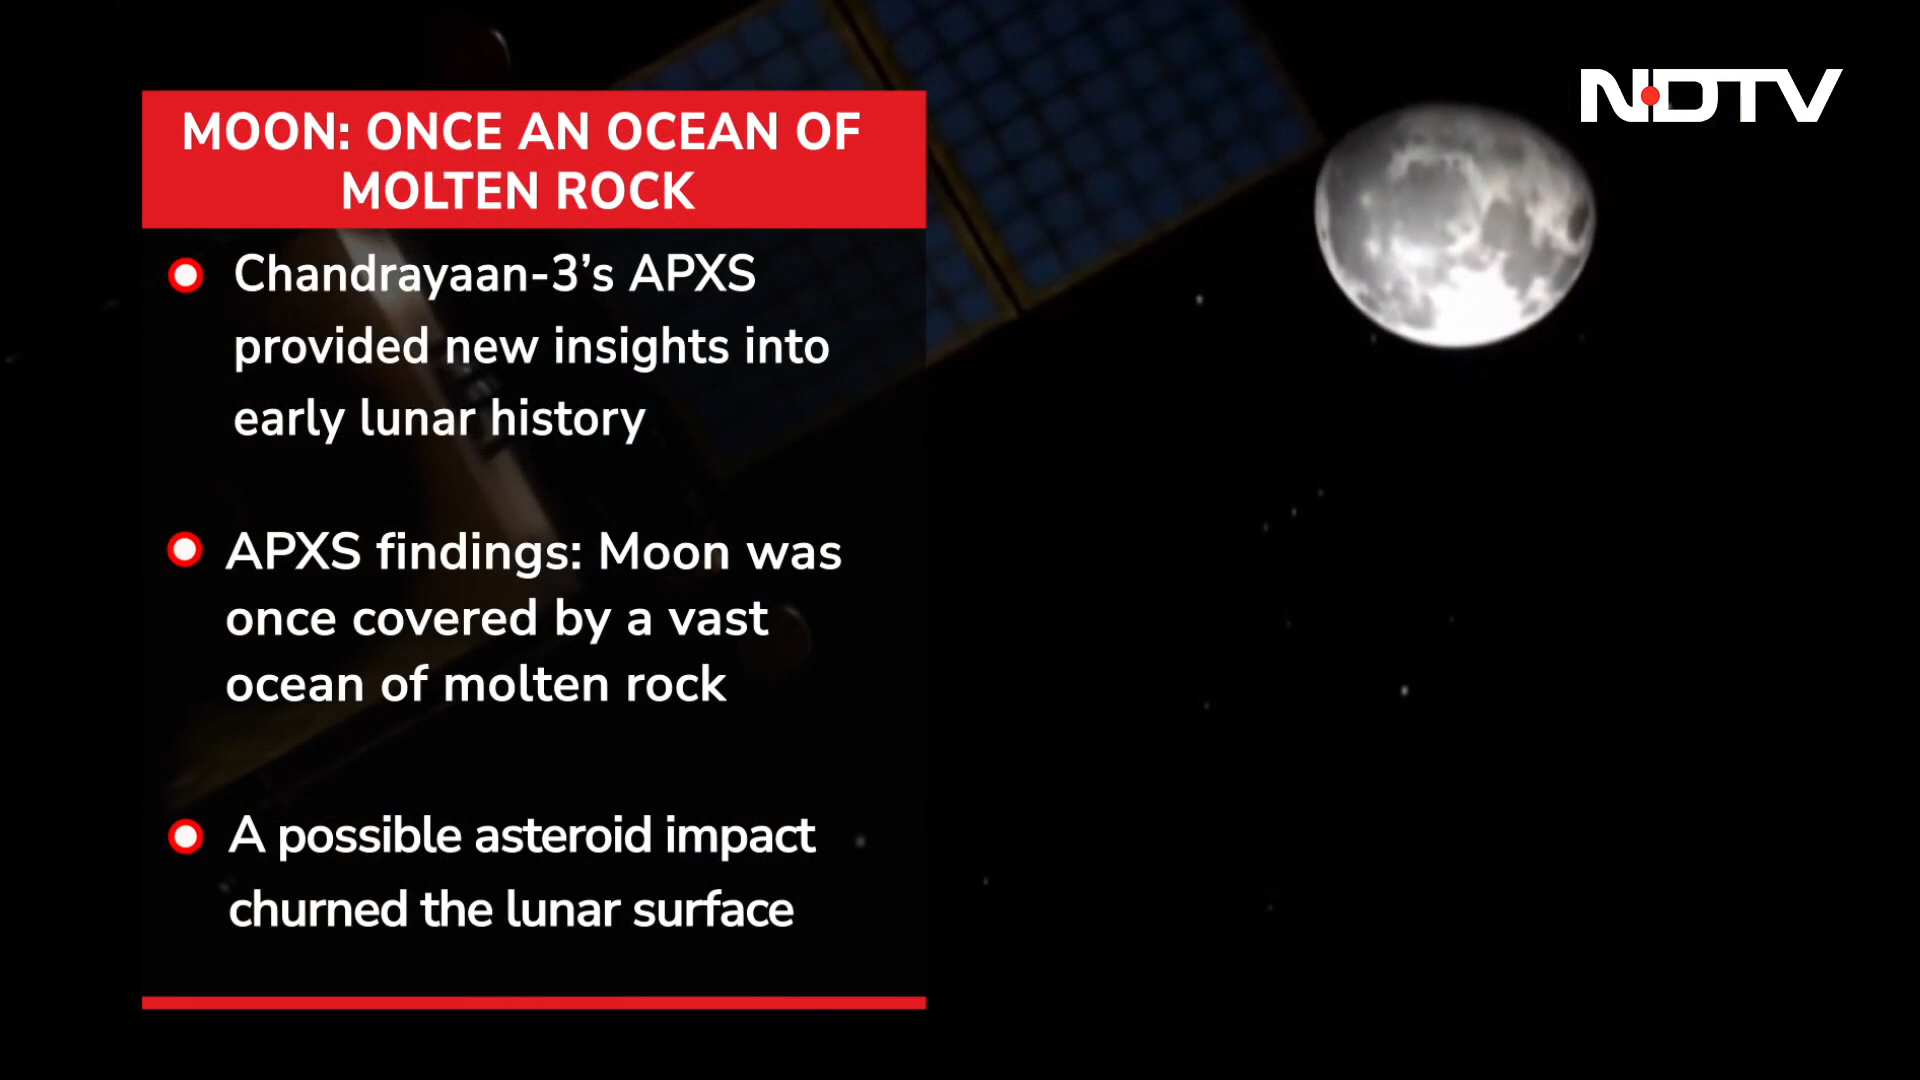 NDTV
MOON: ONCE AN OCEAN OF
MOLTEN ROCK
Chandrayaan-3’s APXS
provided new insights into
early lunar history
APXS findings: Moon was
once covered by a vast
ocean of molten rock
A possible asteroid impact
churned the lunar surface